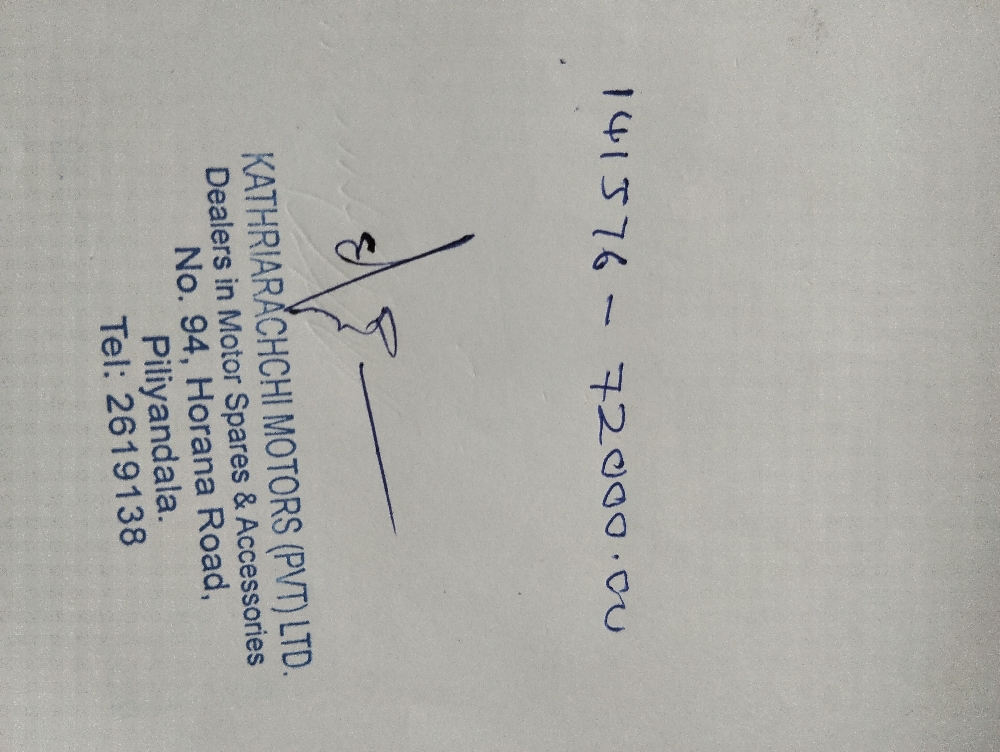 141576 - 72000.00
KATHRIARACHCHI MOTORS (PVT) LTD.
Dealers in Motor Spares & Accessories
No. 94, Horana Road,
Piliyandala.
Tel: 2619138